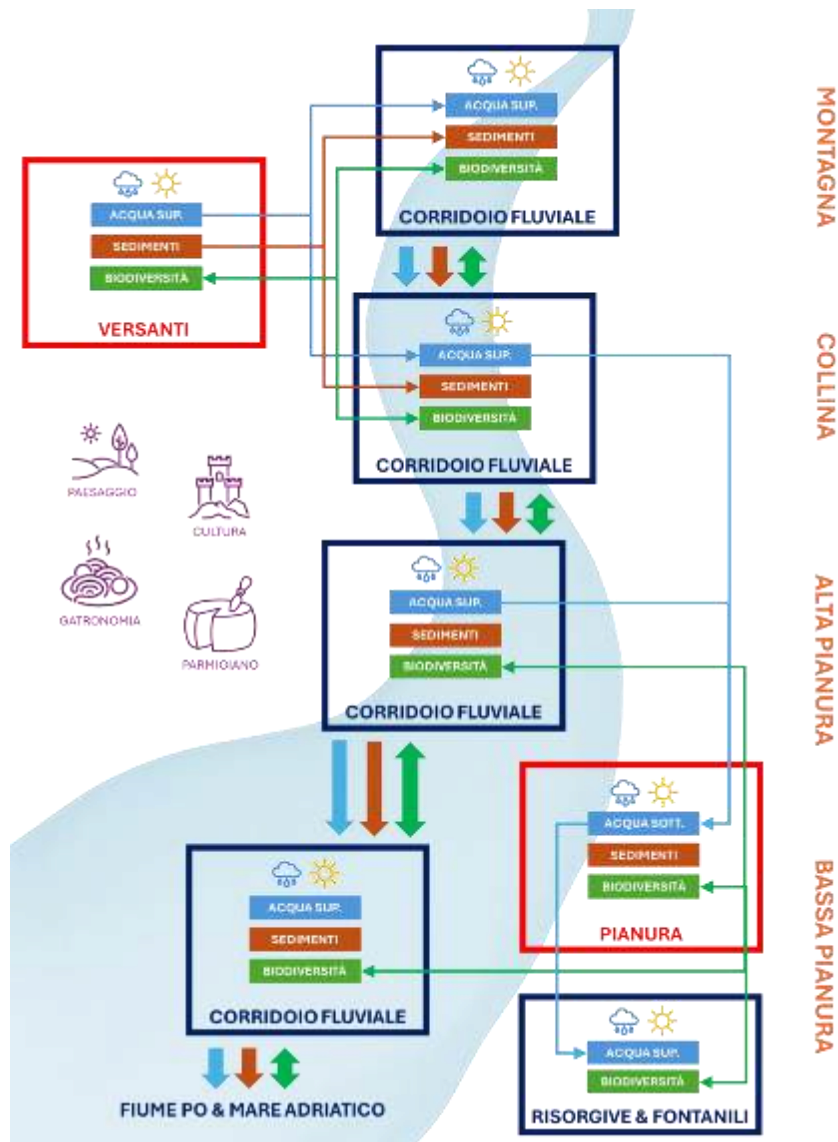 ACQUA SUP.
SEDIMENTI
BIODIVERSITÀ
CORRIDOIO FLUVIALE
MONTAGNA
ACQUA SUP.
SEDIMENTI
BIODIVERSITÀ
VERSANTI
ACQUA SUP.
SEDIMENTI
BIODIVERSITÀ
CORRIDOIO FLUVIALE
COLLINA
PAESAGGIO
CULTURA
GATRONOMIA
PARMIGIANO
ACQUA SUP.
SEDIMENTI
BIODIVERSITÀ
CORRIDOIO FLUVIALE
ALTA PIANURA
ACQUA SOTT.
SEDIMENTI
BIODIVERSITÀ
PIANURA
ACQUA SUP.
SEDIMENTI
BIODIVERSITÀ
CORRIDOIO FLUVIALE
BASSA PIANURA
ACQUA SUP.
BIODIVERSITÀ
RISORGIVE & FONTANILI
FIUME PO & MARE ADRIATICO